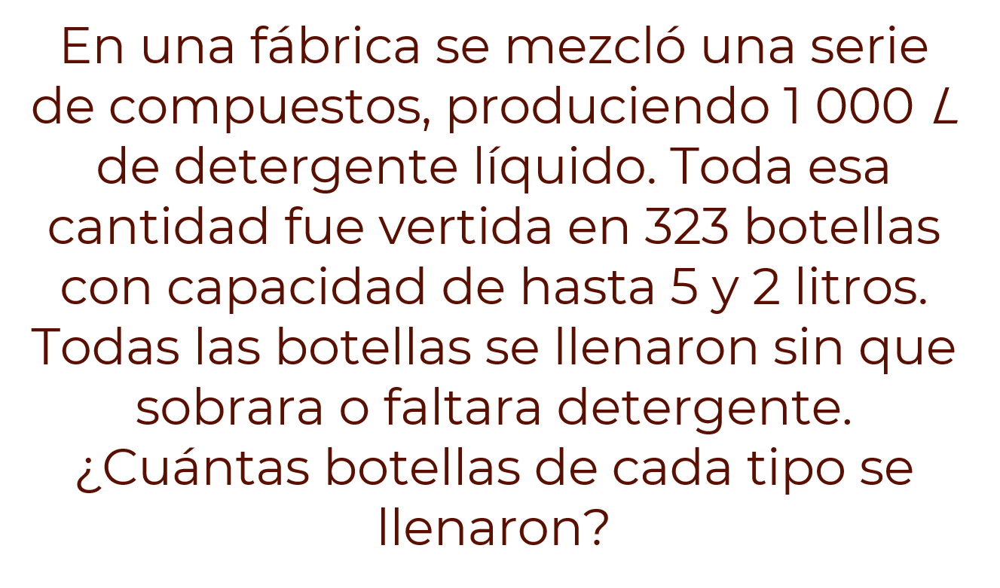 En una fábrica se mezcló una serie
de compuestos, produciendo 1 000 L
de detergente líquido. Toda esa
cantidad fue vertida en 323 botellas
con capacidad de hasta 5 y 2 litros.
Todas las botellas se llenaron sin que
sobrara o faltara detergente.
¿Cuántas botellas de cada tipo se
llenaron?